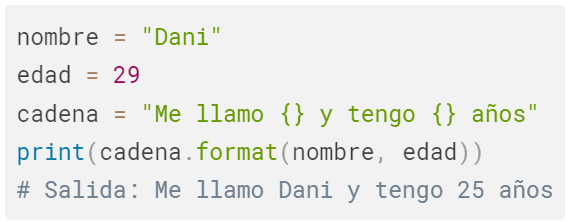 nombre = "Dani"
edad = 29
cadena = "Me llamo {} y tengo {} años"
print(cadena.format(nombre, edad))
# Salida: Me llamo Dani y tengo 25 años